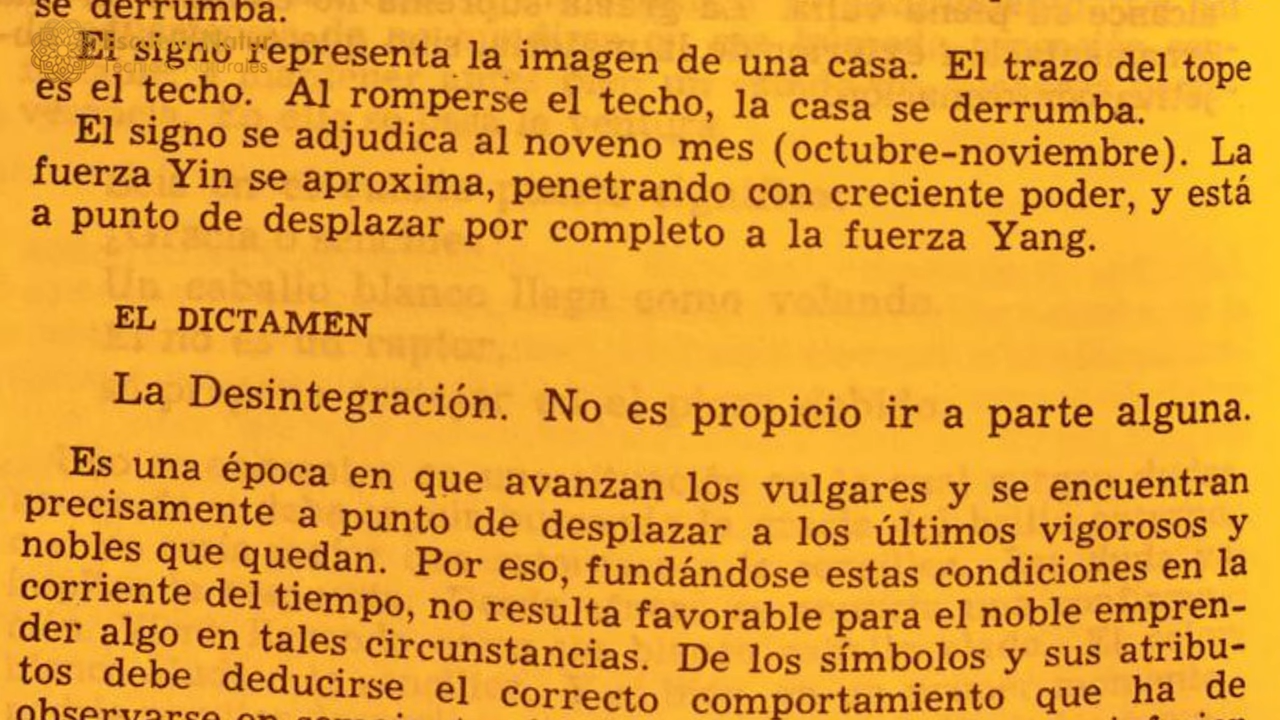 se derrumba.
El signo representa la imagen de una casa. El trazo del tope
es el techo. Al romperse el techo, la casa se derrumba.
El signo se adjudica al noveno mes (octubre-noviembre). La
fuerza Yin se aproxima, penetrando con creciente poder, y está
a punto de desplazar por completo a la fuerza Yang.
EL DICTAMEN
La Desintegración. No es propicio ir a parte alguna.
Es una época en que avanzan los vulgares y se encuentran
precisamente a punto de desplazar a los últimos vigorosos y
nobles que quedan. Por eso, fundándose estas condiciones en la
corriente del tiempo, no resulta favorable para el noble empren-
der algo en tales circunstancias. De los símbolos y sus atribu-
tos debe deducirse el correcto comportamiento que ha de
observarse en